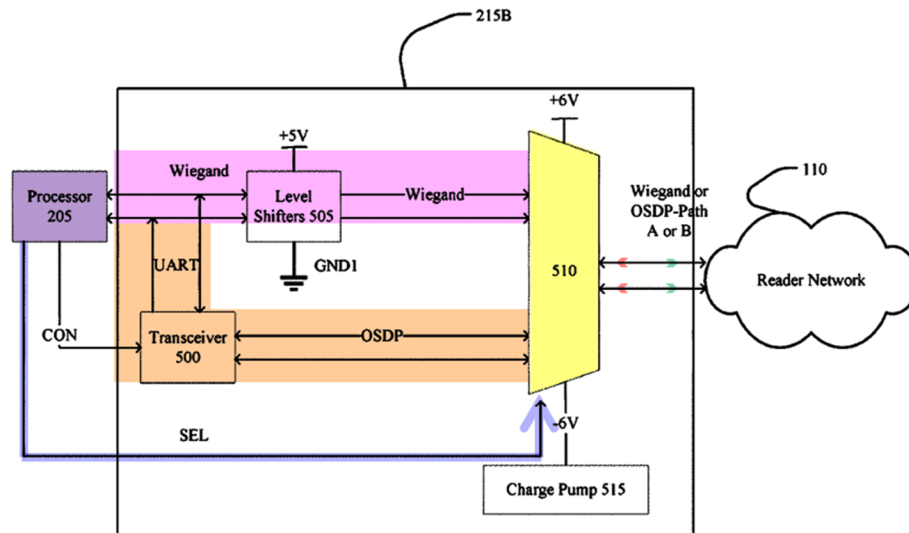 215B
+6V
+5V
110
Wiegand
Processor
205
Level
Shifters 505
Wiegand
Wiegand or
OSDP-Path
A or B
UART
GND1
510
Reader Network
CON
Transceiver
500
OSDP
SEL
-6V
Charge Pump 515